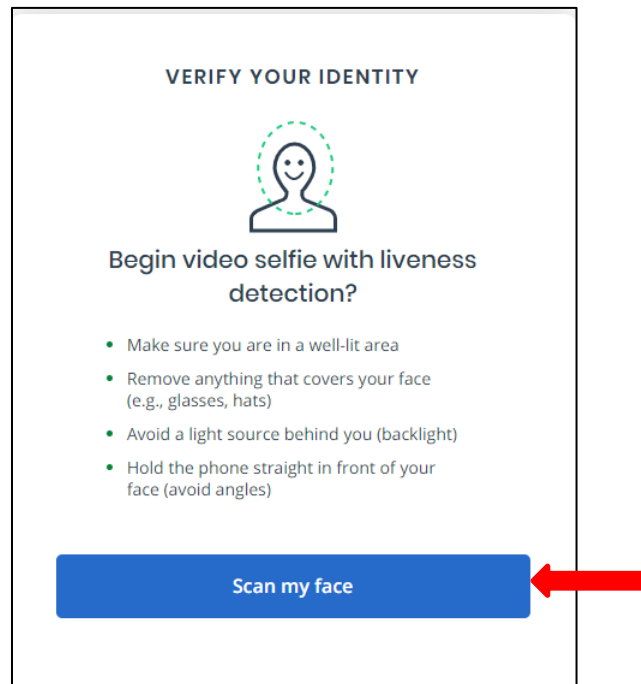 VERIFY YOUR IDENTITY
Begin video selfie with liveness
detection?
• Make sure you are in a well-lit area
• Remove anything that covers your face
(e.g., glasses, hats)
• Avoid a light source behind you (backlight)
• Hold the phone straight in front of your
face (avoid angles)
Scan my face